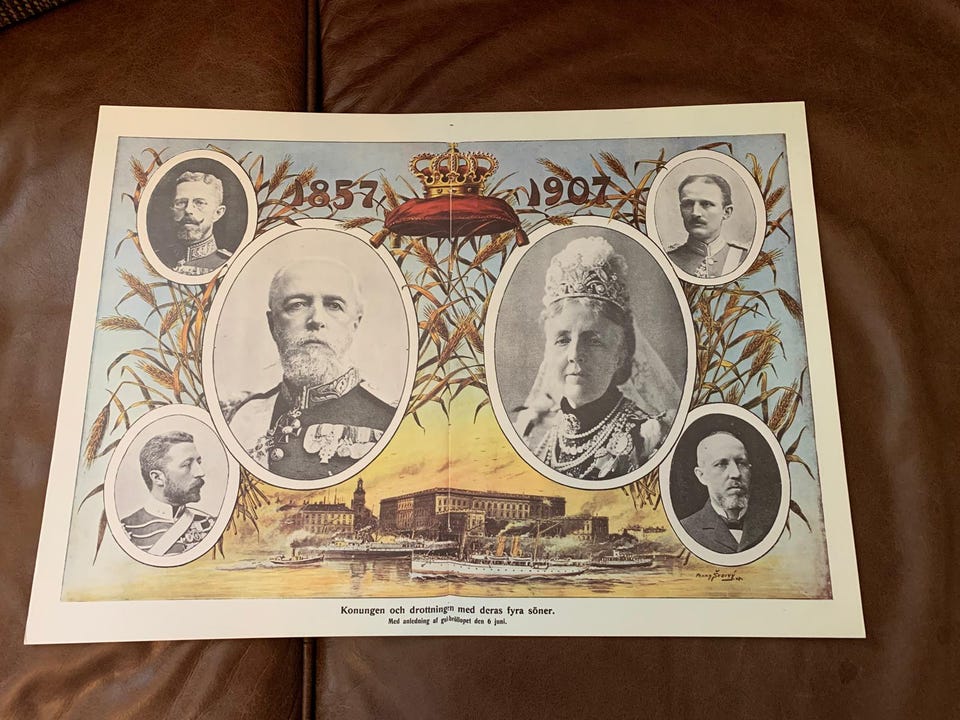 1857 1907
Konungen och drottningen med deras fyra söner.
Med anledning af guldbröllopet den 6 juni.